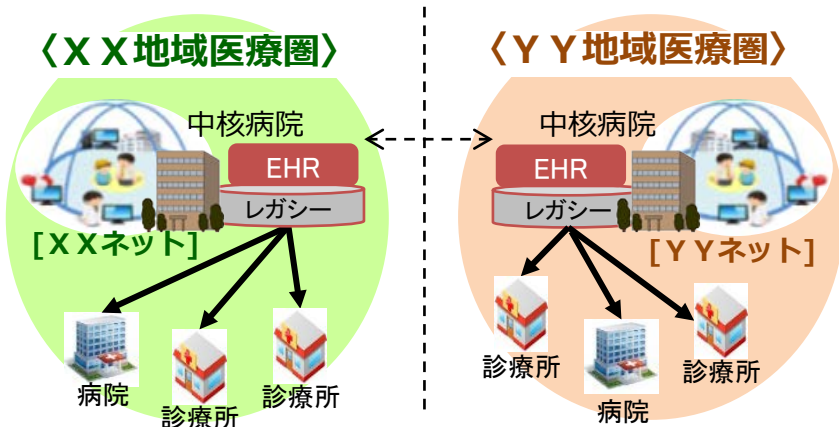 〈ＸＸ地域医療圏〉
中核病院
EHR
レガシー
[ＸＸネット]
病院
診療所
診療所
〈ＹＹ地域医療圏〉
中核病院
EHR
レガシー
[ＹＹネット]
診療所
病院
診療所